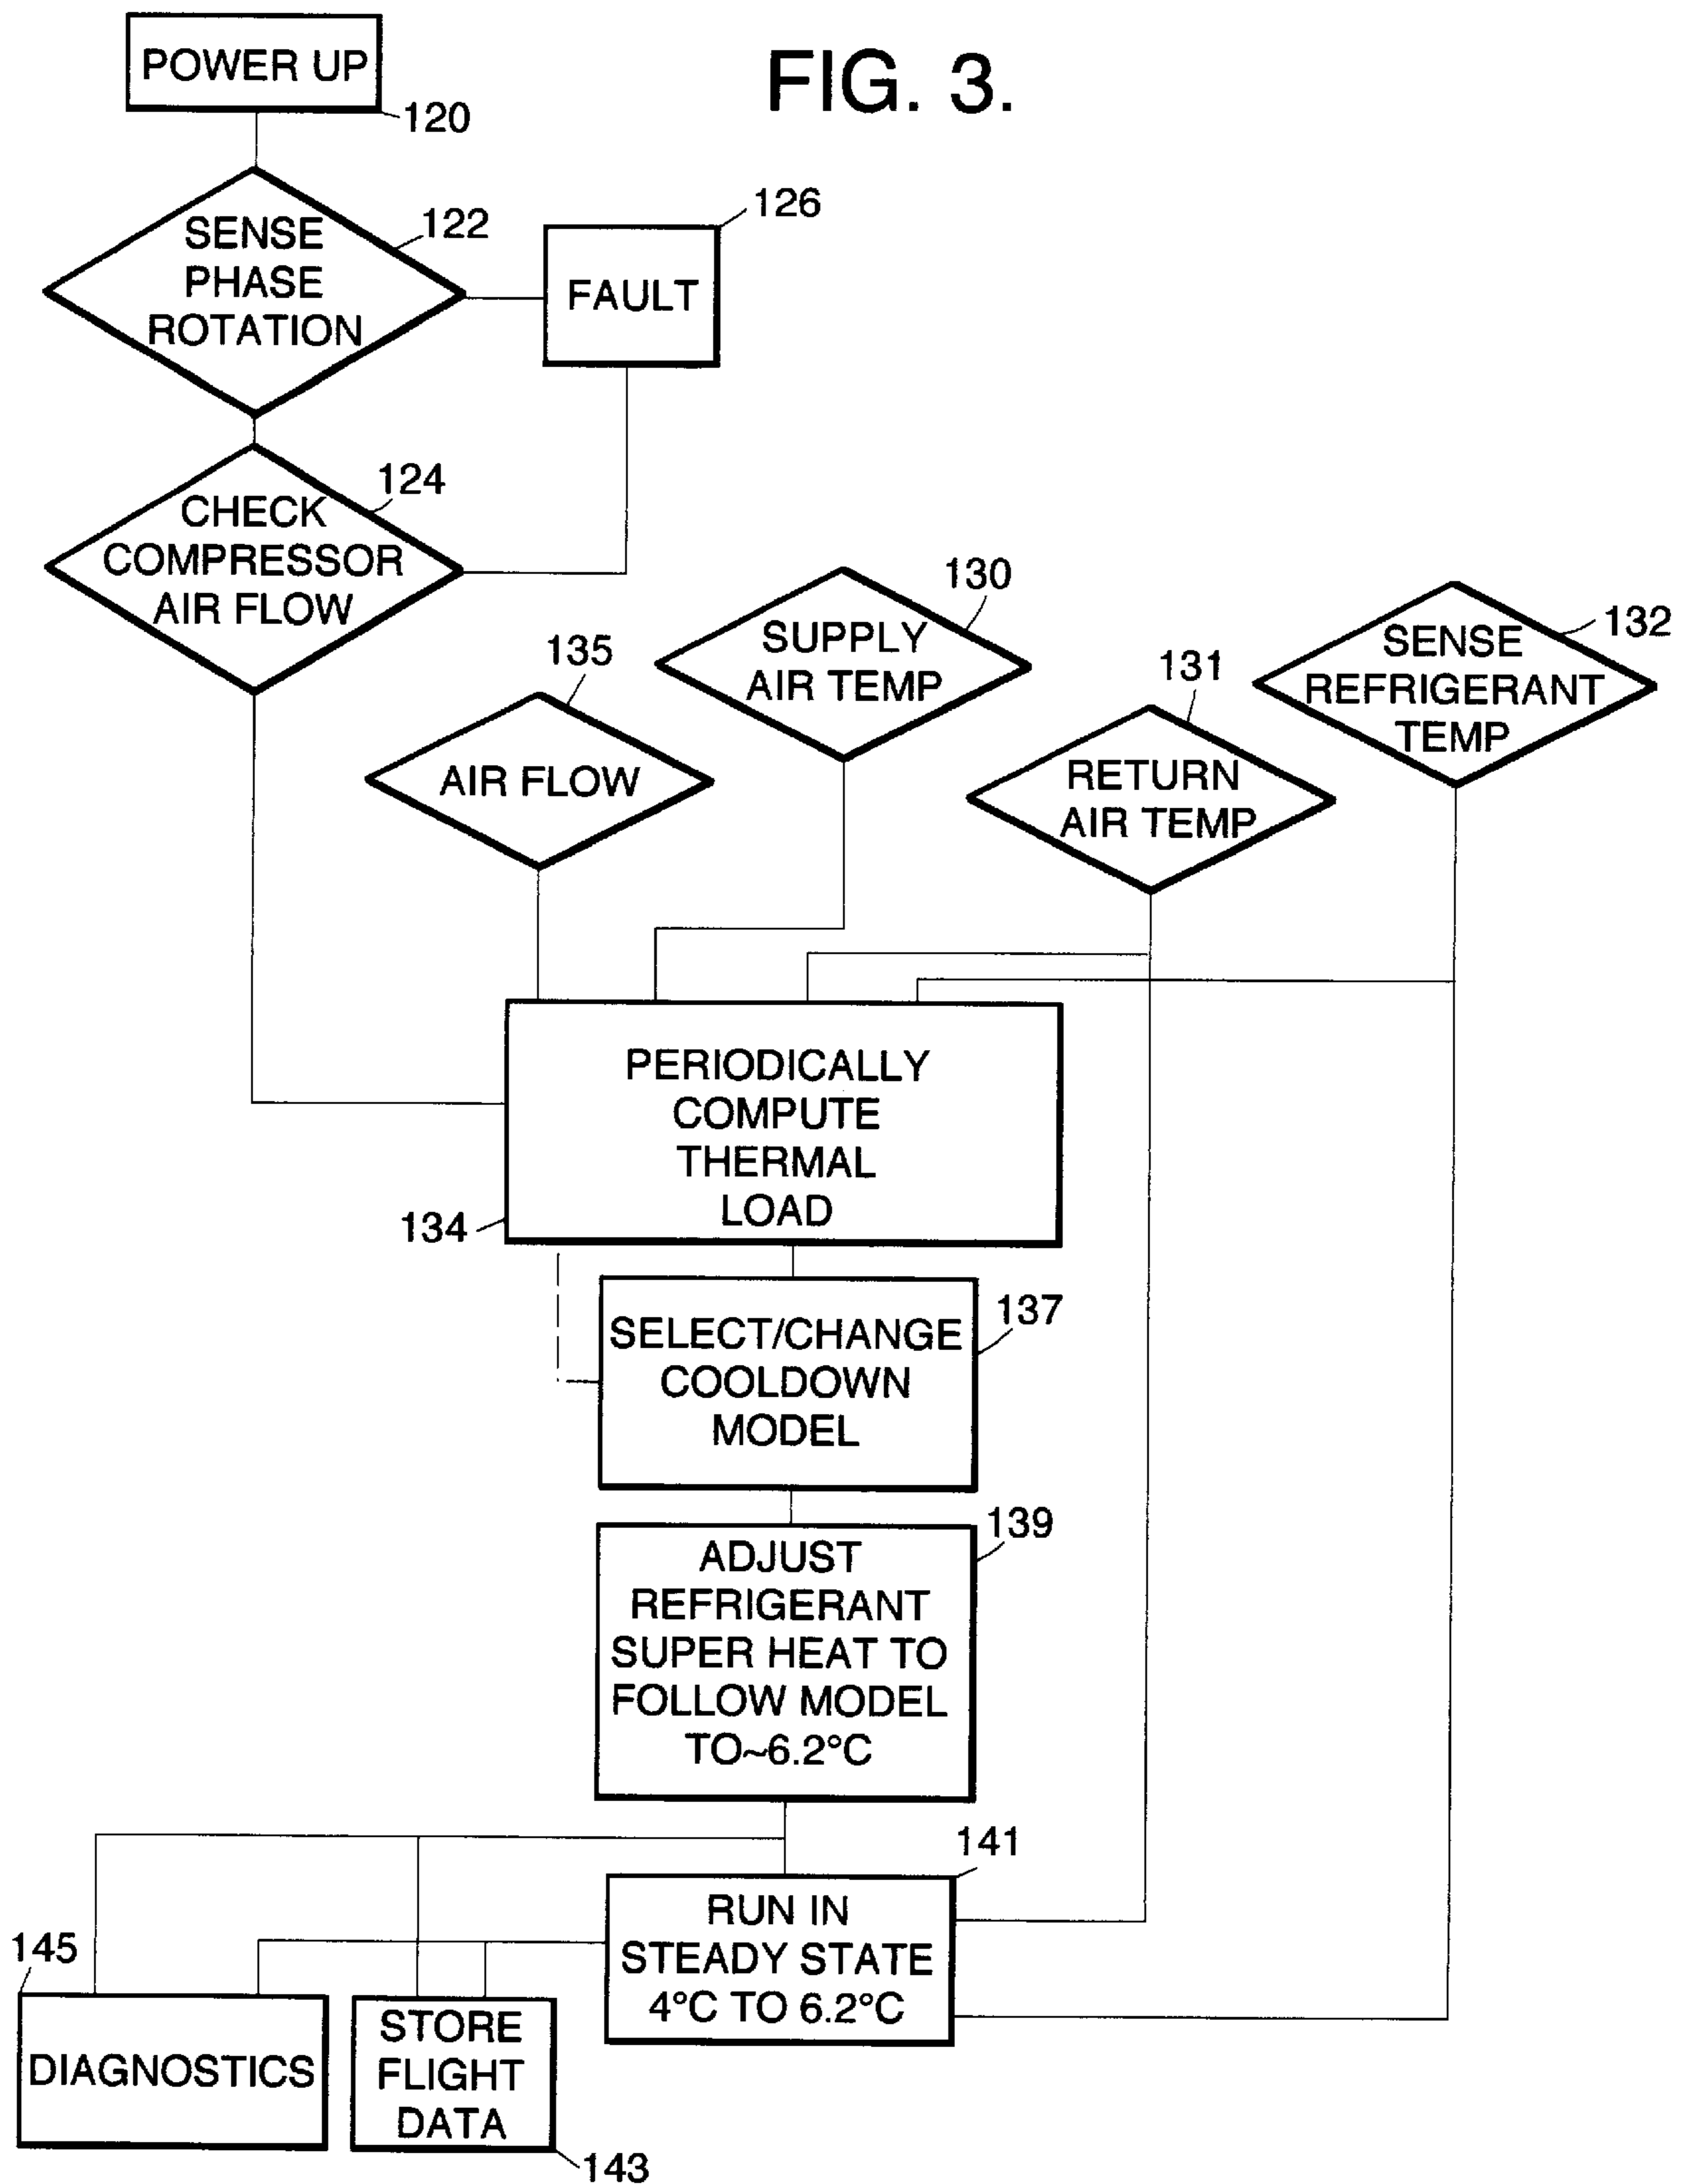 FIG. 3.
POWER UP
120
SENSE
PHASE
ROTATION
122
126
FAULT
CHECK
COMPRESSOR
AIR FLOW
124
135
AIR FLOW
130
SUPPLY
AIR TEMP
131
RETURN
AIR TEMP
132
SENSE
REFRIGERANT
TEMP
PERIODICALLY
COMPUTE
THERMAL
LOAD
134
SELECT/CHANGE
COOLDOWN
MODEL
137
ADJUST
REFRIGERANT
SUPER HEAT TO
FOLLOW MODEL
TO~6.2°C
139
141
RUN IN
STEADY STATE
4°C TO 6.2°C
145
DIAGNOSTICS
STORE
FLIGHT
DATA
143